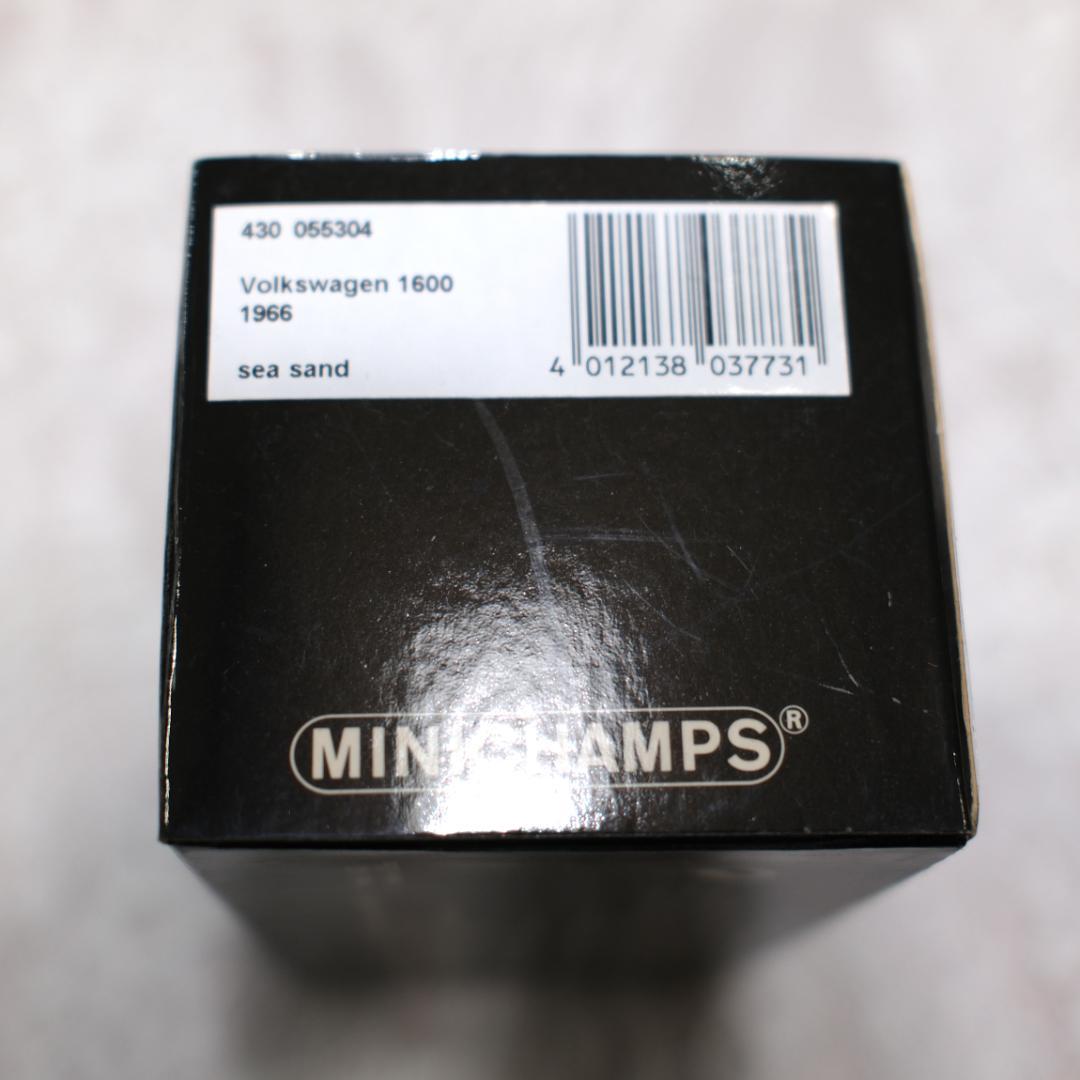 430 055304
Volkswagen 1600
1966
sea sand
4 012138 037731
MINICHAMPS®